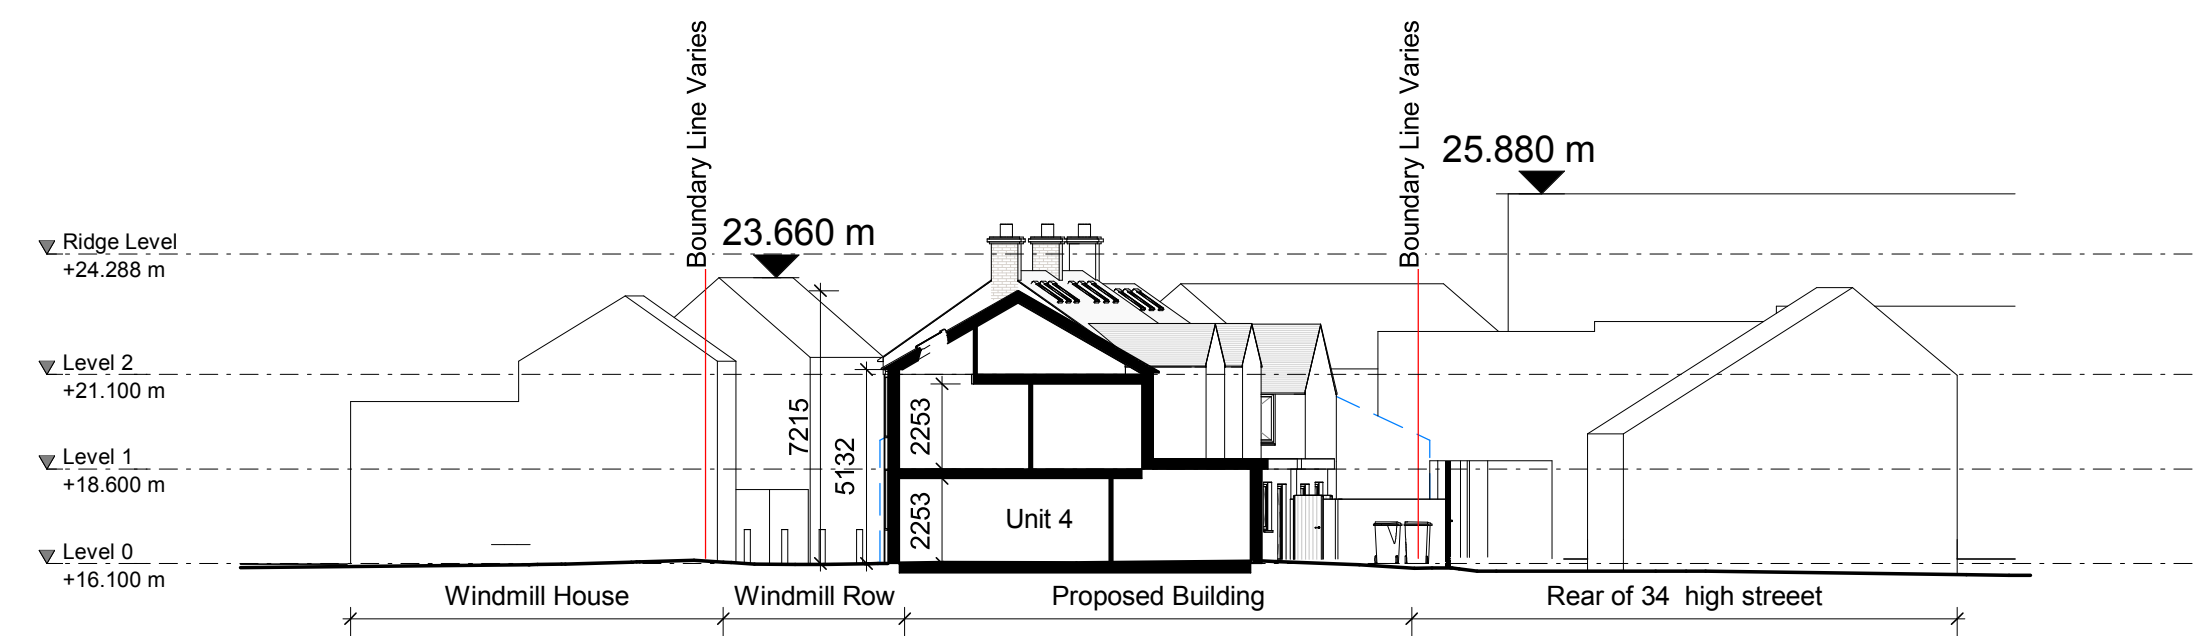 Boundary Line Varies
Boundary Line Varies
25.880 m
23.660 m
Ridge Level
+24.288 m
Level 2
+21.100 m
7215
5132
2253
Level 1
+18.600 m
2253
Unit 4
Level 0
+16.100 m
Windmill House
Windmill Row
Proposed Building
Rear of 34 high streeet